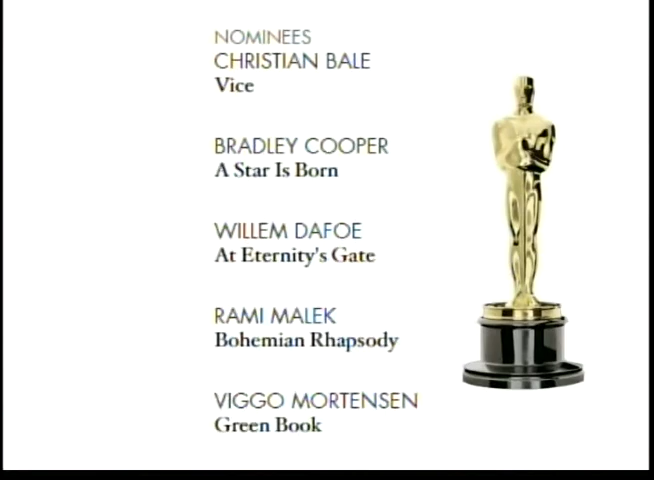 NOMINEES
CHRISTIAN BALE
Vice
BRADLEY COOPER
A Star Is Born
WILLEM DAFOE
At Eternity's Gate
RAMI MALEK
Bohemian Rhapsody
VIGGO MORTENSEN
Green Book